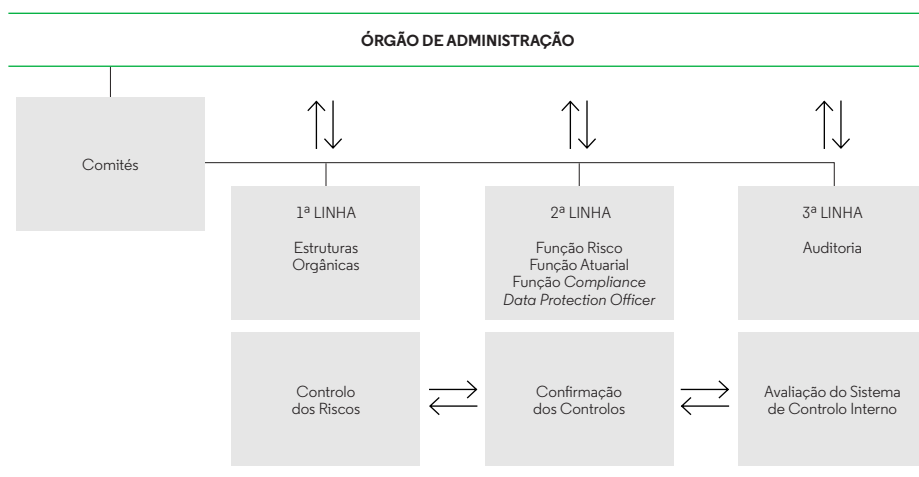 ÓRGÃO DE ADMINISTRAÇÃO
Comités
1ª LINHA
Estruturas
Orgânicas
2ª LINHA
Função Risco
Função Atuarial
Função Compliance
Data Protection Officer
3ª LINHA
Auditoria
Controlo
dos Riscos
Confirmação
dos Controlos
Avaliação do Sistema
de Controlo Interno